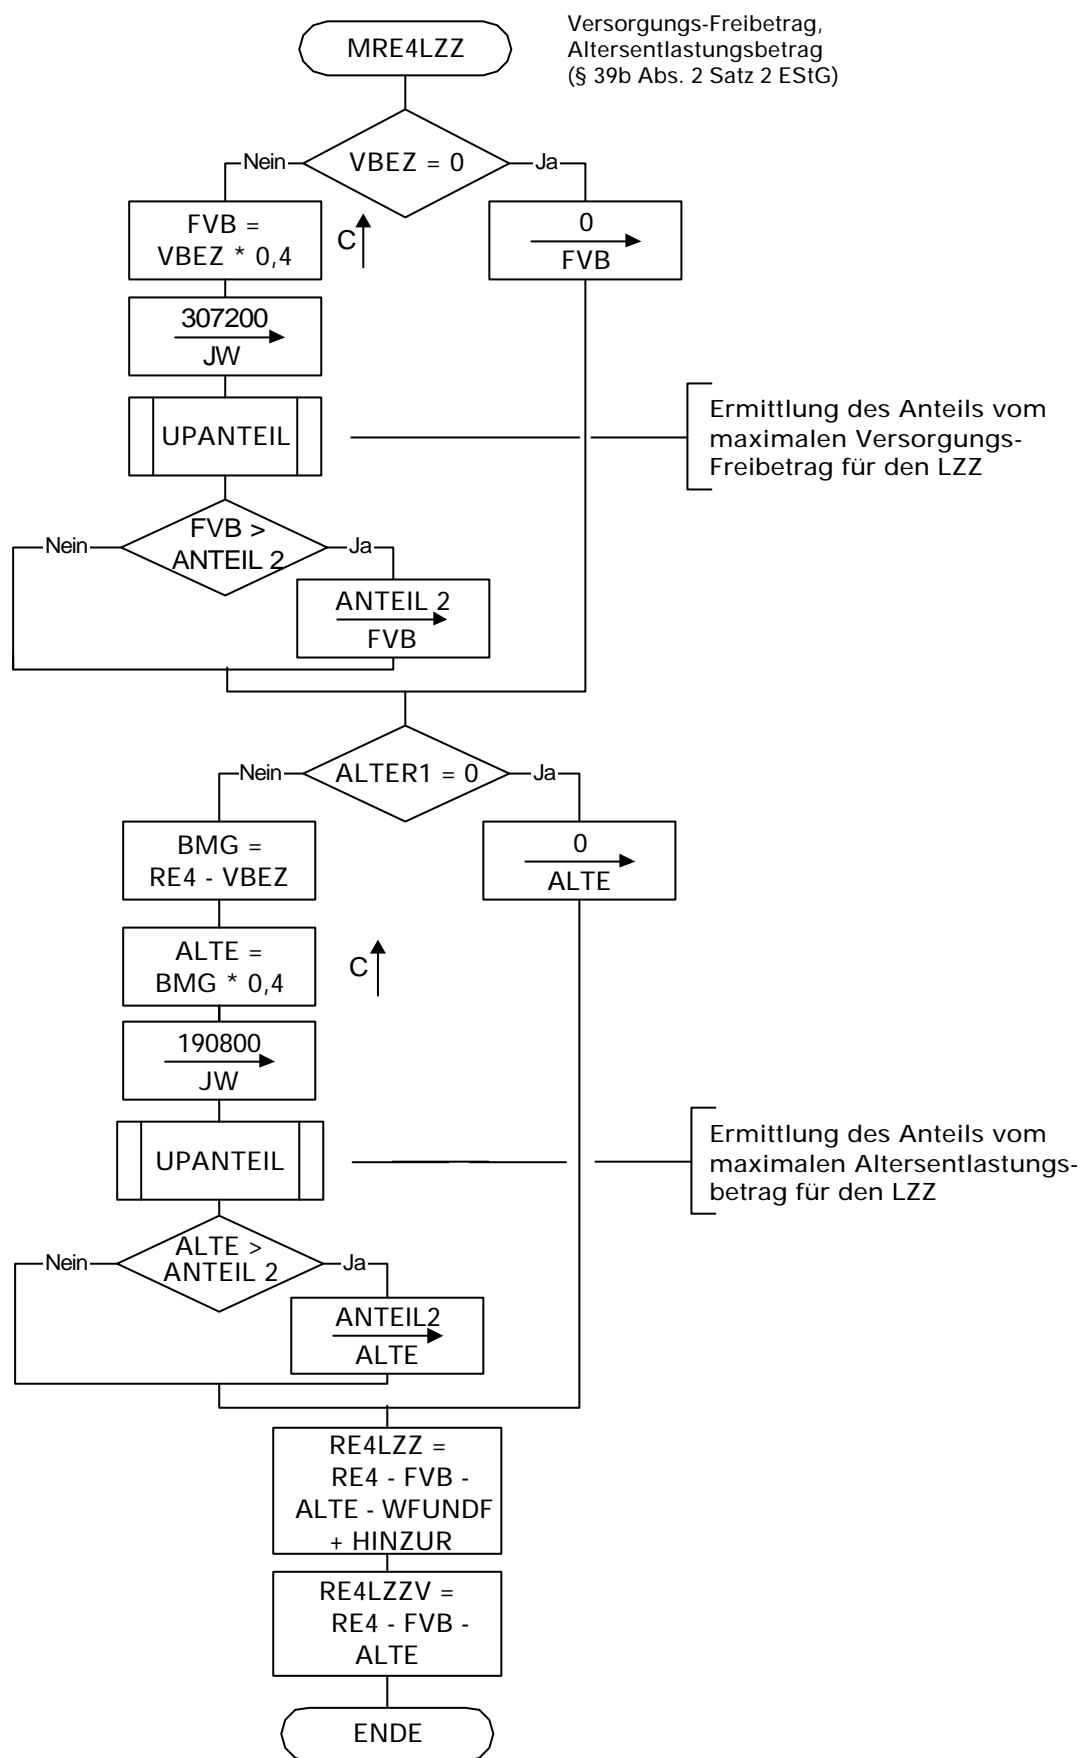 MRE4LZZ
Versorgungs-Freibetrag,
Altersentlastungsbetrag
(§ 39b Abs. 2 Satz 2 EStG)
VBEZ = 0
Nein
Ja
FVB =
VBEZ * 0,4
C
0
FVB
307200
JW
UPANTEIL
Ermittlung des Anteils vom
maximalen Versorgungs-
Freibetrag für den LZZ
FVB >
ANTEIL 2
Nein
Ja
ANTEIL 2
FVB
ALTER1 = 0
Nein
Ja
BMG =
RE4 - VBEZ
0
ALTE
ALTE =
BMG * 0,4
C
190800
JW
UPANTEIL
Ermittlung des Anteils vom
maximalen Altersentlastungs-
betrag für den LZZ
ALTE >
ANTEIL 2
Nein
Ja
ANTEIL2
ALTE
RE4LZZ =
RE4 - FVB -
ALTE - WFUNDF
+ HINZUR
RE4LZZV =
RE4 - FVB -
ALTE
ENDE